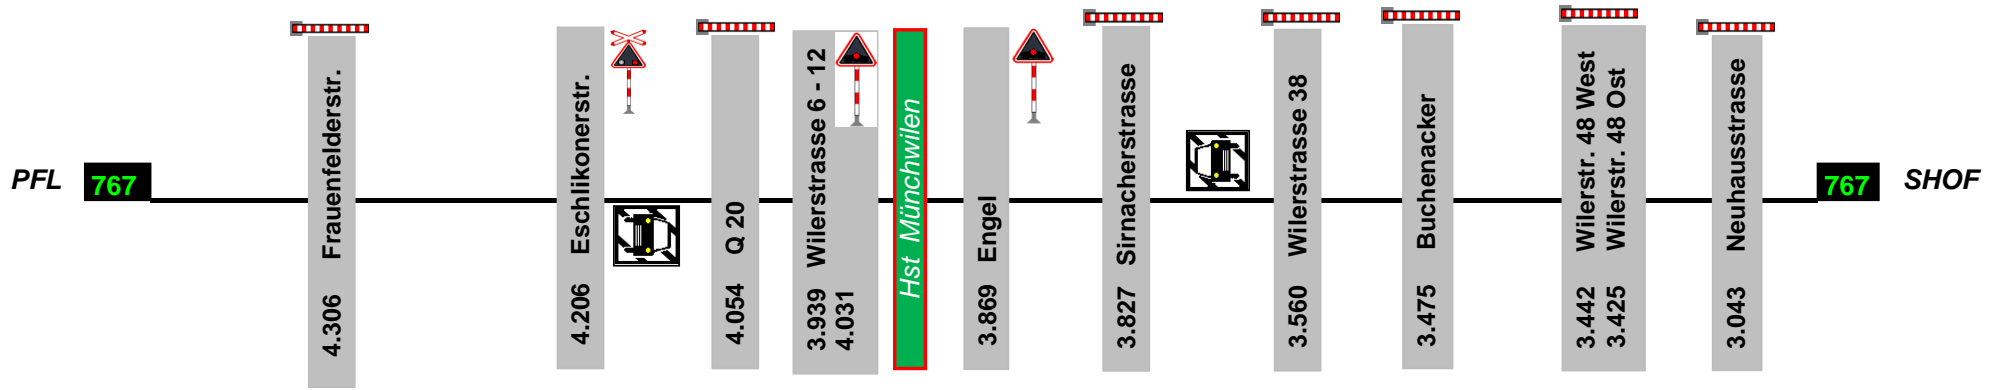 PFL
767
4.306 Frauenfelderstr.
4.206 Eschlikonerstr.
4.054 Q 20
3.939 Wilerstrasse 6 - 12
4.031
Hst Münchwilen
3.869 Engel
3.827 Sirnacherstrasse
3.560 Wilerstrasse 38
3.475 Buchenacker
3.442 Wilerstr. 48 West
3.425 Wilerstr. 48 Ost
3.043 Neuhausstrasse
767
SHOF